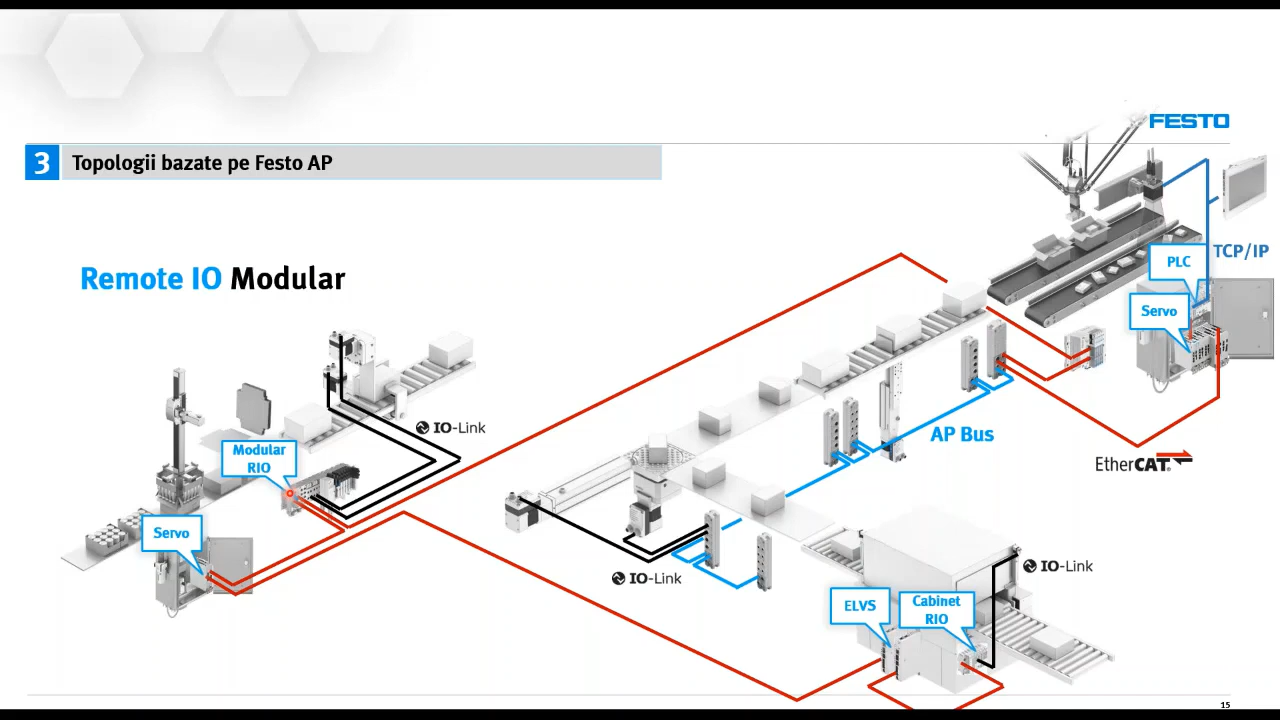 FESTO
3 Topologii bazate pe Festo AP
Remote IO Modular
TCP/IP
PLC
Servo
IO-Link
Modular
RIO
AP Bus
EtherCAT®
Servo
IO-Link
IO-Link
ELVS
Cabinet
RIO
15